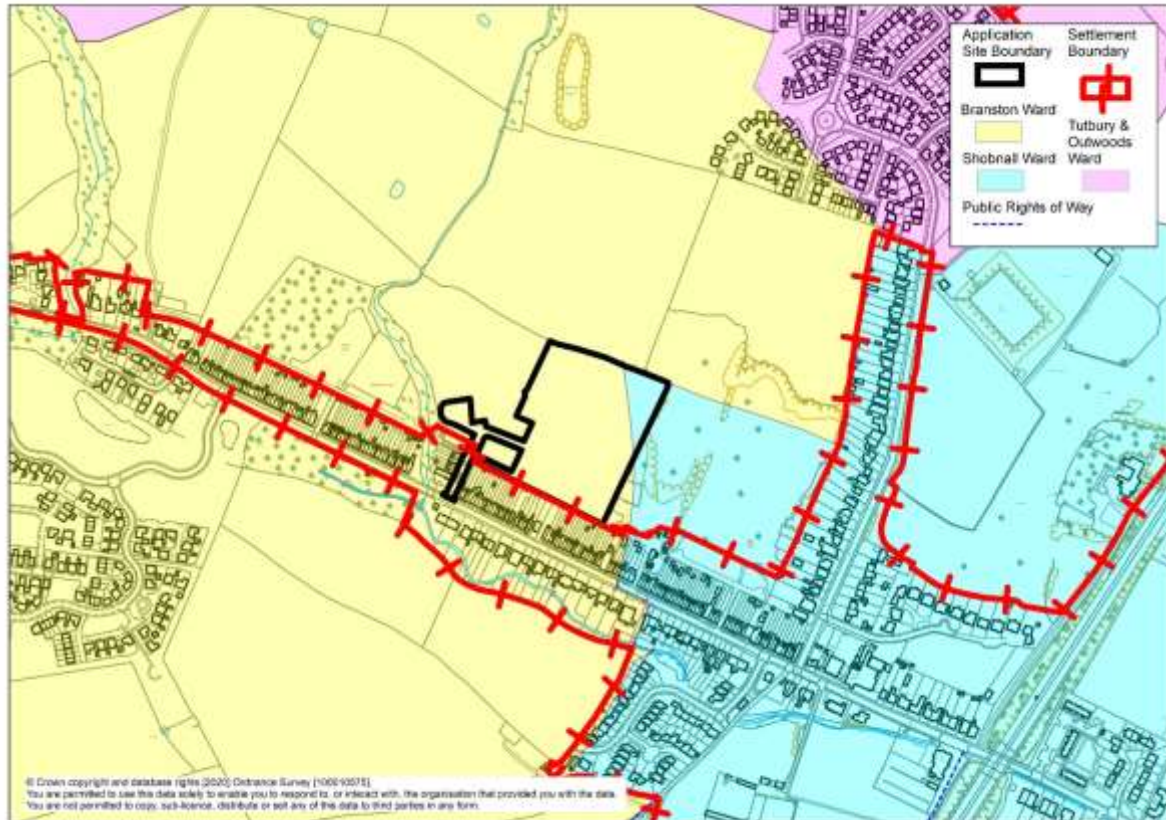 Application
Site Boundary
Settlement
Boundary
Branston Ward
Tutbury &
Outwoods
Ward
Shobnall Ward
Public Rights of Way
© Crown copyright and database rights [2020] Ordnance Survey [100010575].
You are permitted to use this data solely to enable you to respond to, or interact with, the organisation that provided you with the data.
You are not permitted to copy, sub-licence, distribute or sell any of this data to third parties in any form.